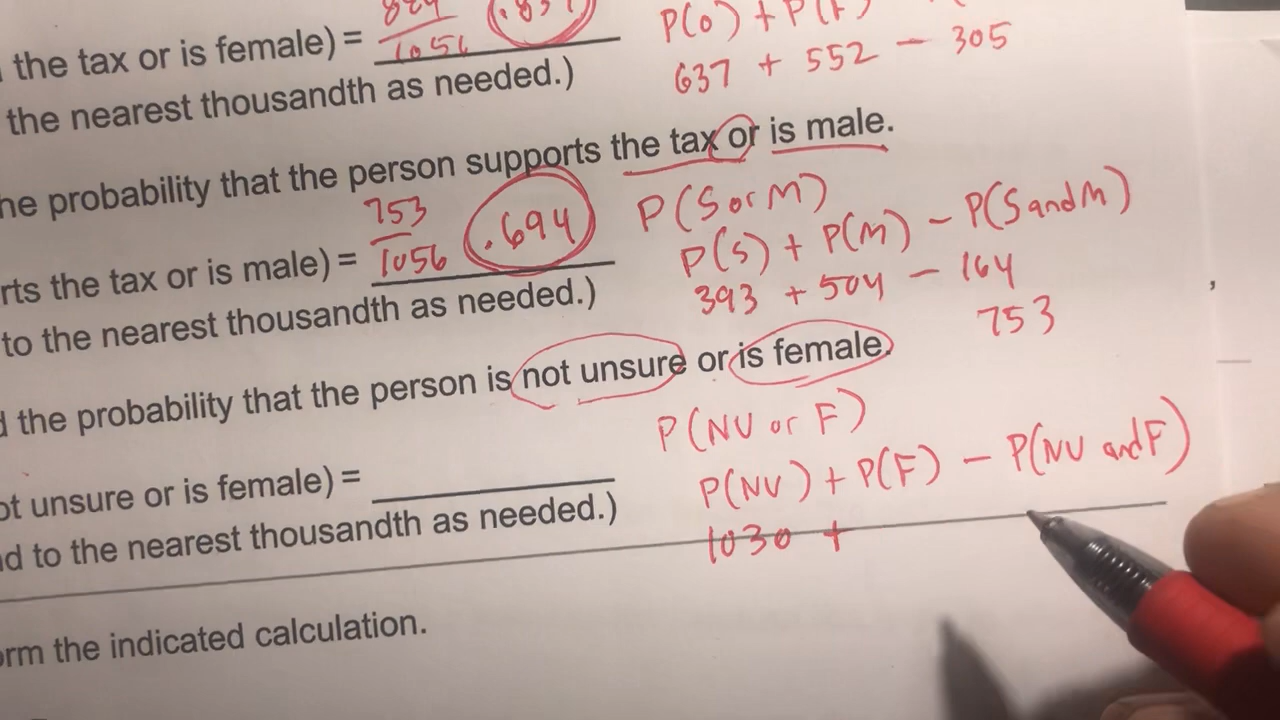 884 .837 P(O) + P(F)
the tax or is female) = 1056 637 + 552 - 305
the nearest thousandth as needed.)
he probability that the person supports the tax or is male.
753 P(S or M)
rts the tax or is male) = 1056 .694 P(S) + P(M) - P(S and M)
to the nearest thousandth as needed.) 393 + 504 - 164
753
the probability that the person is not unsure or is female.
P(NU or F)
ot unsure or is female) = P(NU) + P(F) - P(NU and F)
d to the nearest thousandth as needed.) 1030 +
orm the indicated calculation.